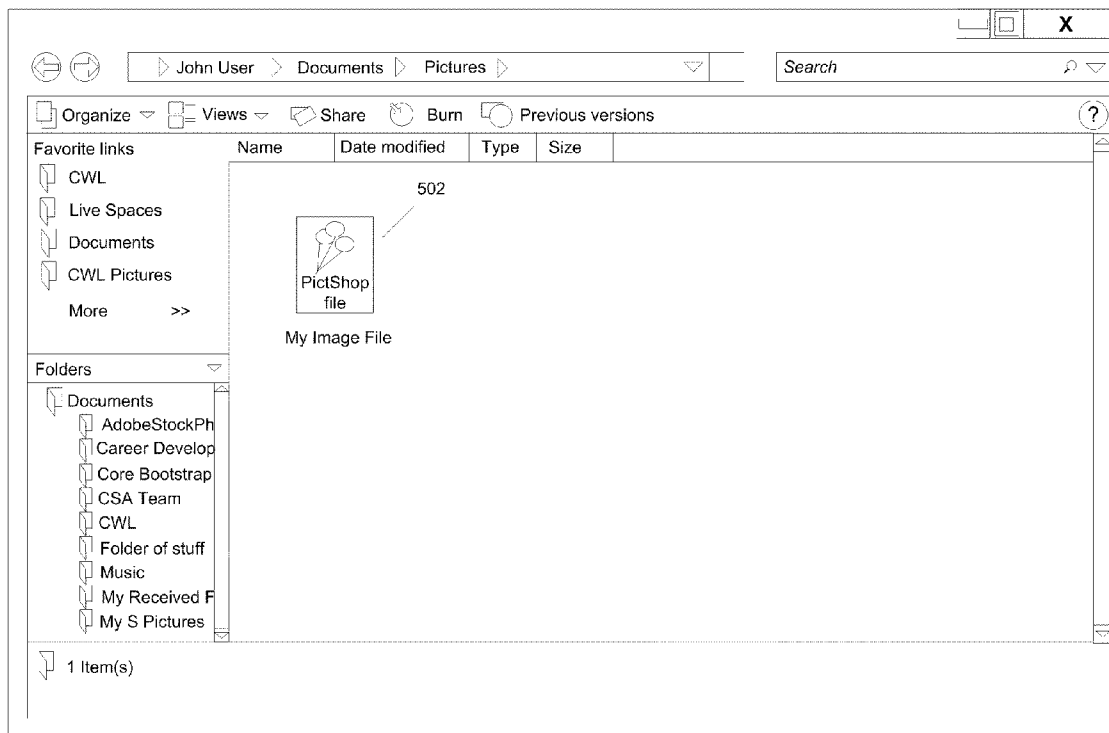 X
John User Documents Pictures
Search
Organize Views Share Burn Previous versions ?
Favorite links
CWL
Live Spaces
Documents
CWL Pictures
More >>
Name Date modified Type Size
502
PictShop
file
My Image File
Folders
Documents
AdobeStockPh
Career Develop
Core Bootstrap
CSA Team
CWL
Folder of stuff
Music
My Received F
My S Pictures
1 Item(s)